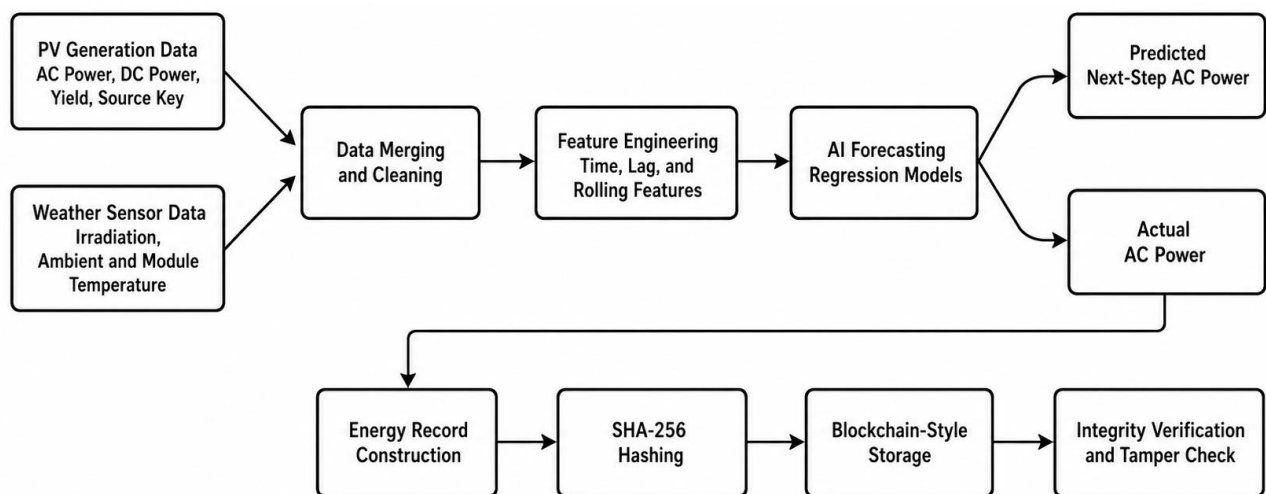 PV Generation Data
AC Power, DC Power,
Yield, Source Key
Weather Sensor Data
Irradiation,
Ambient and Module
Temperature
Data Merging
and Cleaning
Feature Engineering
Time, Lag, and
Rolling Features
AI Forecasting
Regression Models
Predicted
Next-Step AC Power
Actual
AC Power
Energy Record
Construction
SHA-256
Hashing
Blockchain-Style
Storage
Integrity Verification
and Tamper Check